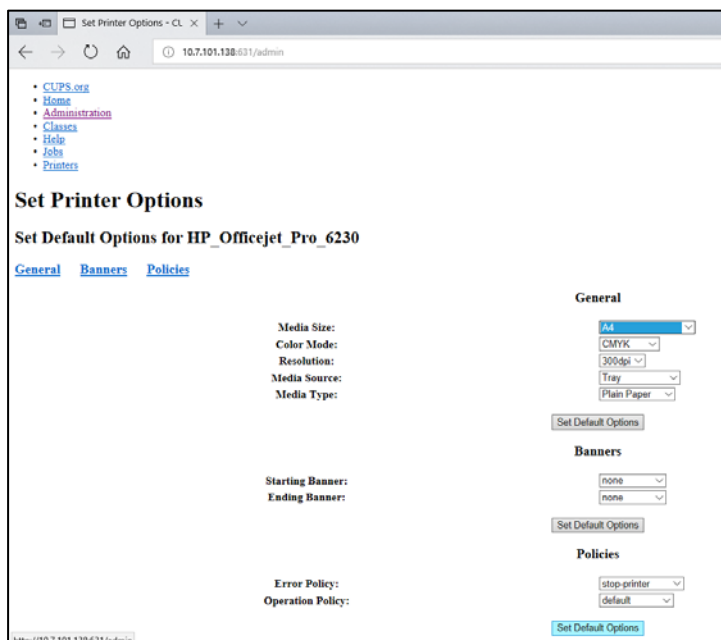 Set Printer Options - CU
10.7.101.138:631/admin
CUPS.org
Home
Administration
Classes
Help
Jobs
Printers
Set Printer Options
Set Default Options for HP_Officejet_Pro_6230
General Banners Policies
General
Media Size: A4
Color Mode: CMYK
Resolution: 300dpi
Media Source: Tray
Media Type: Plain Paper
Set Default Options
Banners
Starting Banner: none
Ending Banner: none
Set Default Options
Policies
Error Policy: stop-printer
Operation Policy: default
Set Default Options